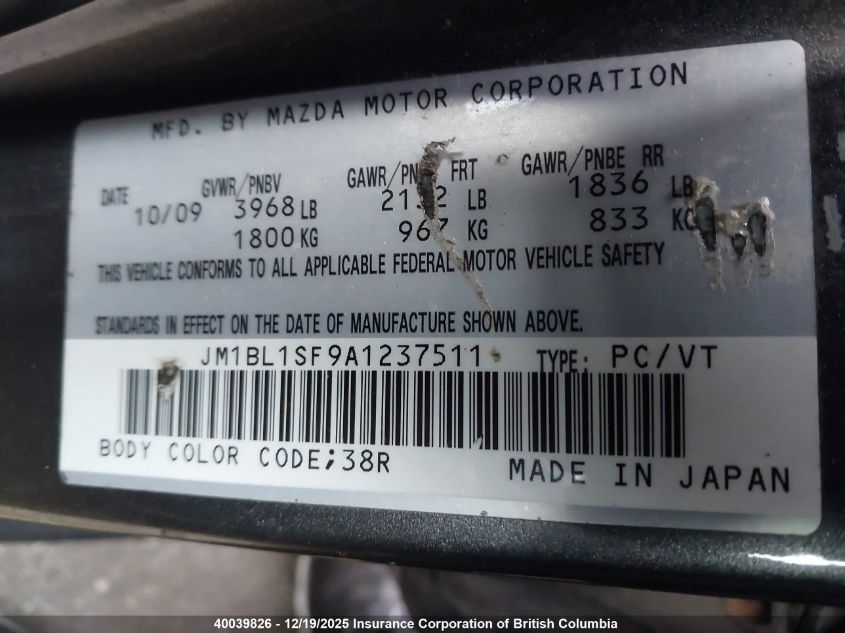 MFD. BY MAZDA MOTOR CORPORATION
DATE GVWR/PNBV GAWR/PNBE FRT GAWR/PNBE RR
10/09 3968 LB LB 1836 LB
1800 KG KG 833 KG
THIS VEHICLE CONFORMS TO ALL APPLICABLE FEDERAL MOTOR VEHICLE SAFETY
STANDARDS IN EFFECT ON THE DATE OF MANUFACTURE SHOWN ABOVE.
JM1BL1SF9A1237511 TYPE: PC/VT
BODY COLOR CODE;38R
MADE IN JAPAN
40039826 - 12/19/2025 Insurance Corporation of British Columbia